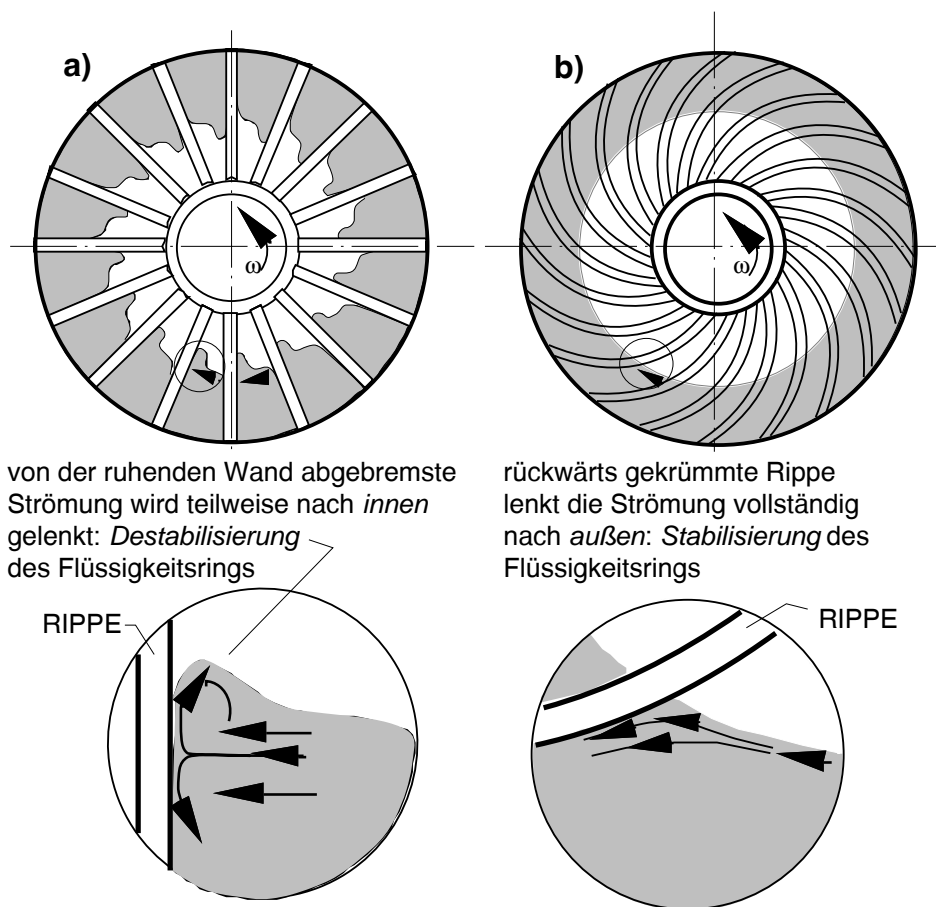 a)
ω
von der ruhenden Wand abgebremste
Strömung wird teilweise nach innen
gelenkt: Destabilisierung
des Flüssigkeitsrings
RIPPE
b)
ω
rückwärts gekrümmte Rippe
lenkt die Strömung vollständig
nach außen: Stabilisierung des
Flüssigkeitsrings
RIPPE